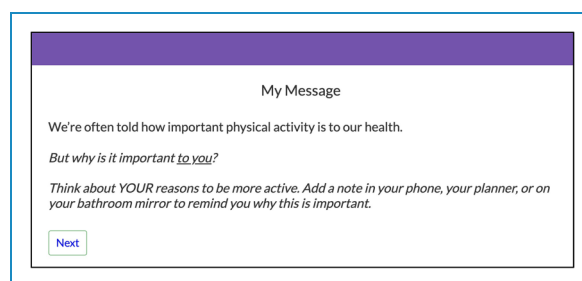 My Message
We're often told how important physical activity is to our health.
But why is it important to you?
Think about YOUR reasons to be more active. Add a note in your phone, your planner, or on
your bathroom mirror to remind you why this is important.
Next